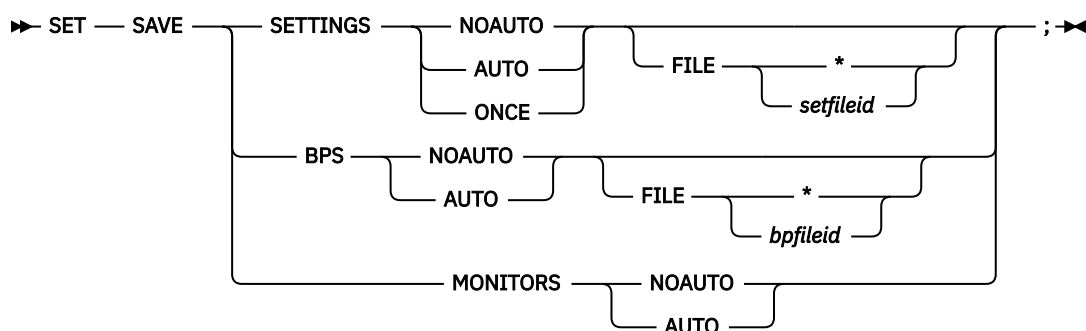 SET SAVE SETTINGS NOAUTO ;
FILE *
AUTO
setfileid
ONCE
BPS NOAUTO
FILE *
AUTO
bpfileid
MONITORS NOAUTO
AUTO